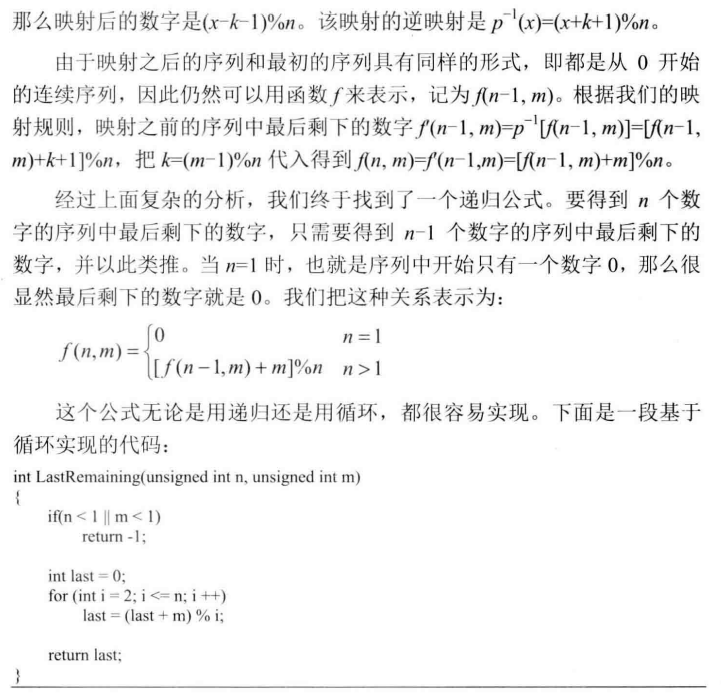 那么映射后的数字是(x-k-1)%n。该映射的逆映射是 p⁻¹(x)=(x+k+1)%n。
由于映射之后的序列和最初的序列具有同样的形式，即都是从 0 开始
的连续序列，因此仍然可以用函数 f 来表示，记为 f(n-1, m)。根据我们的映
射规则，映射之前的序列中最后剩下的数字 f'(n-1, m)=p⁻¹[f(n-1, m)]=[f(n-1,
m)+k+1]%n，把 k=(m-1)%n 代入得到 f(n, m)=f'(n-1,m)=[f(n-1, m)+m]%n。
经过上面复杂的分析，我们终于找到了一个递归公式。要得到 n 个数
字的序列中最后剩下的数字，只需要得到 n-1 个数字的序列中最后剩下的
数字，并以此类推。当 n=1 时，也就是序列中开始只有一个数字 0，那么很
显然最后剩下的数字就是 0。我们把这种关系表示为：
f(n,m)={0 n=1
[f(n-1,m)+m]%n n>1
这个公式无论是用递归还是用循环，都很容易实现。下面是一段基于
循环实现的代码：
int LastRemaining(unsigned int n, unsigned int m)
{
if(n < 1 || m < 1)
return -1;
int last = 0;
for (int i = 2; i <= n; i ++)
last = (last + m) % i;
return last;
}